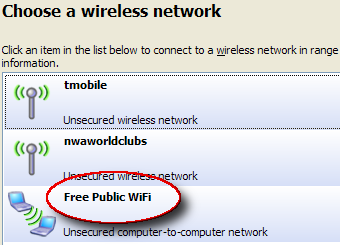 Choose a wireless network
Click an item in the list below to connect to a wireless network in range
information.
tmobile
Unsecured wireless network
nwaworldclubs
Unsecured wireless network
Free Public WiFi
Unsecured computer-to-computer network